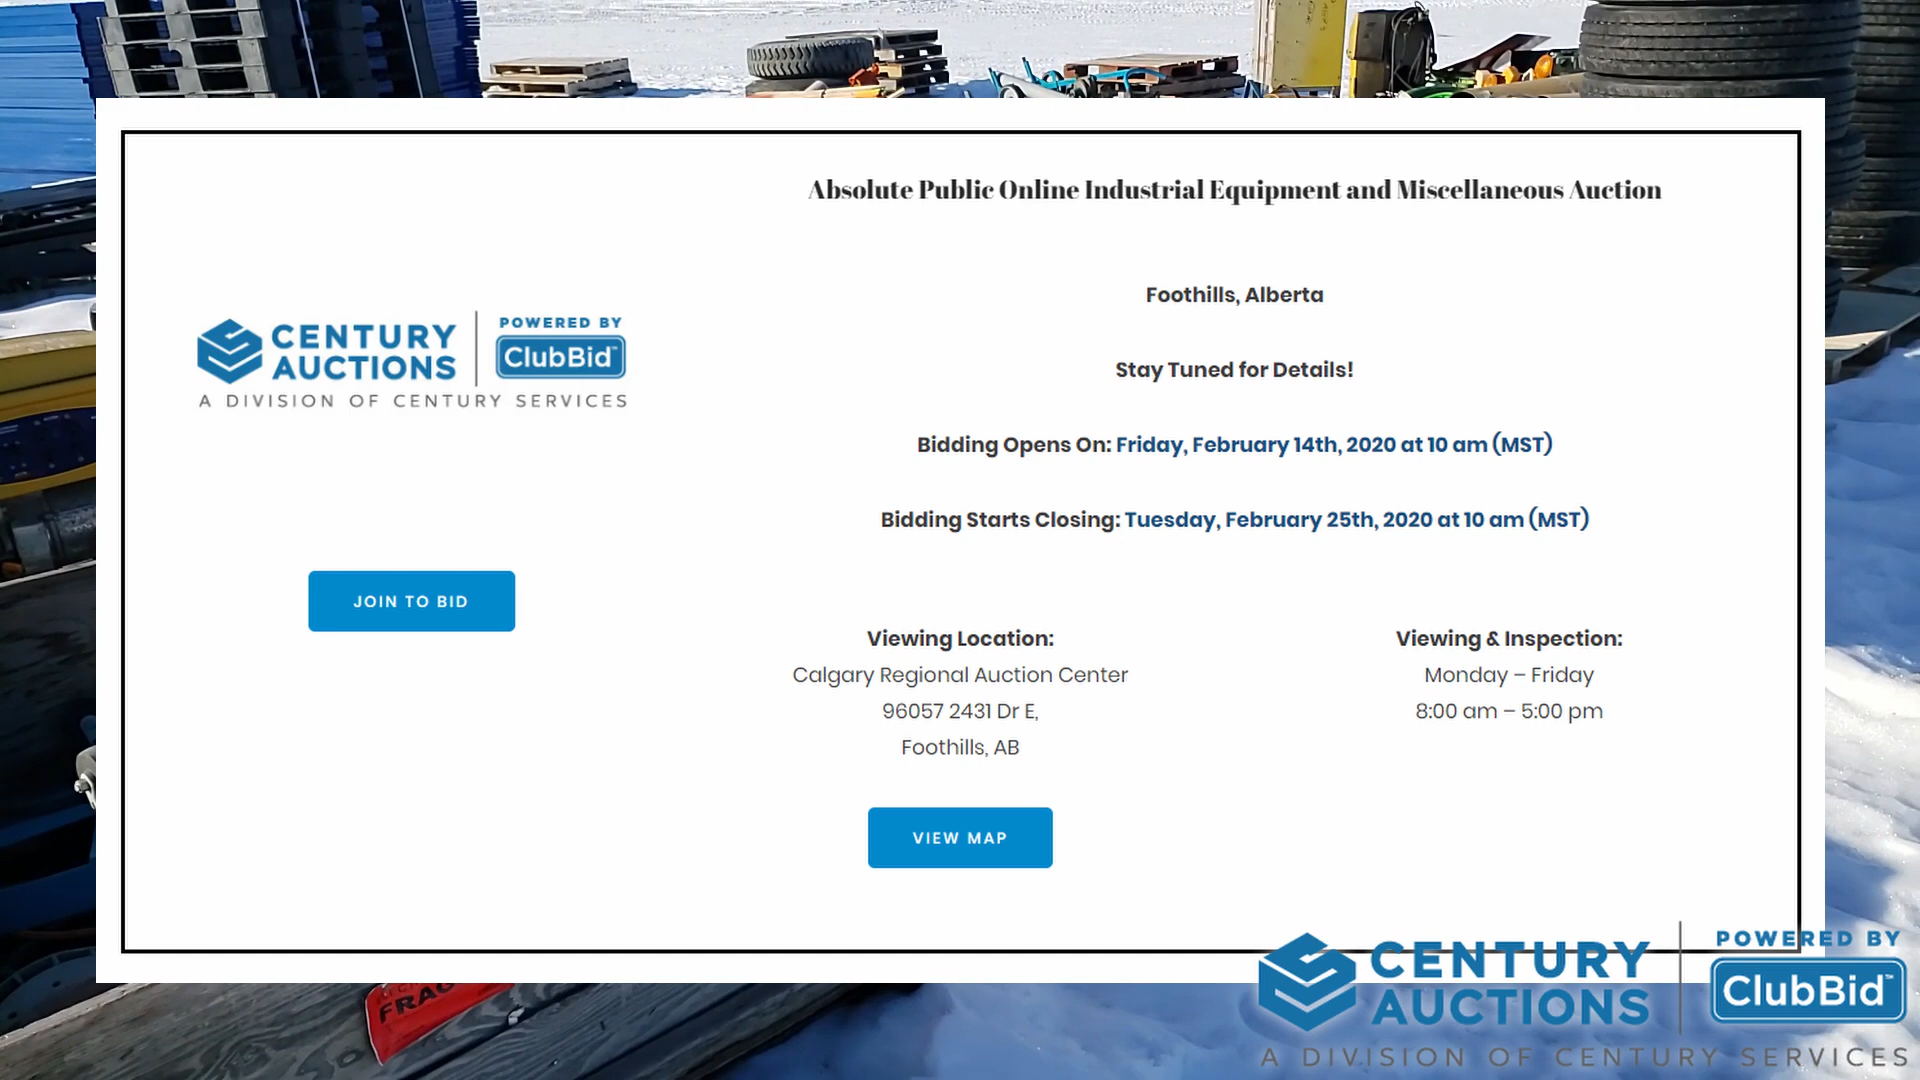 Absolute Public Online Industrial Equipment and Miscellaneous Auction
Foothills, Alberta
Stay Tuned for Details!
Bidding Opens On: Friday, February 14th, 2020 at 10 am (MST)
Bidding Starts Closing: Tuesday, February 25th, 2020 at 10 am (MST)
CENTURY
AUCTIONS
POWERED BY
ClubBid™
A DIVISION OF CENTURY SERVICES
JOIN TO BID
Viewing Location:
Calgary Regional Auction Center
96057 2431 Dr E,
Foothills, AB
VIEW MAP
Viewing & Inspection:
Monday – Friday
8:00 am – 5:00 pm
FRAG
CENTURY
AUCTIONS
POWERED BY
ClubBid™
A DIVISION OF CENTURY SERVICES